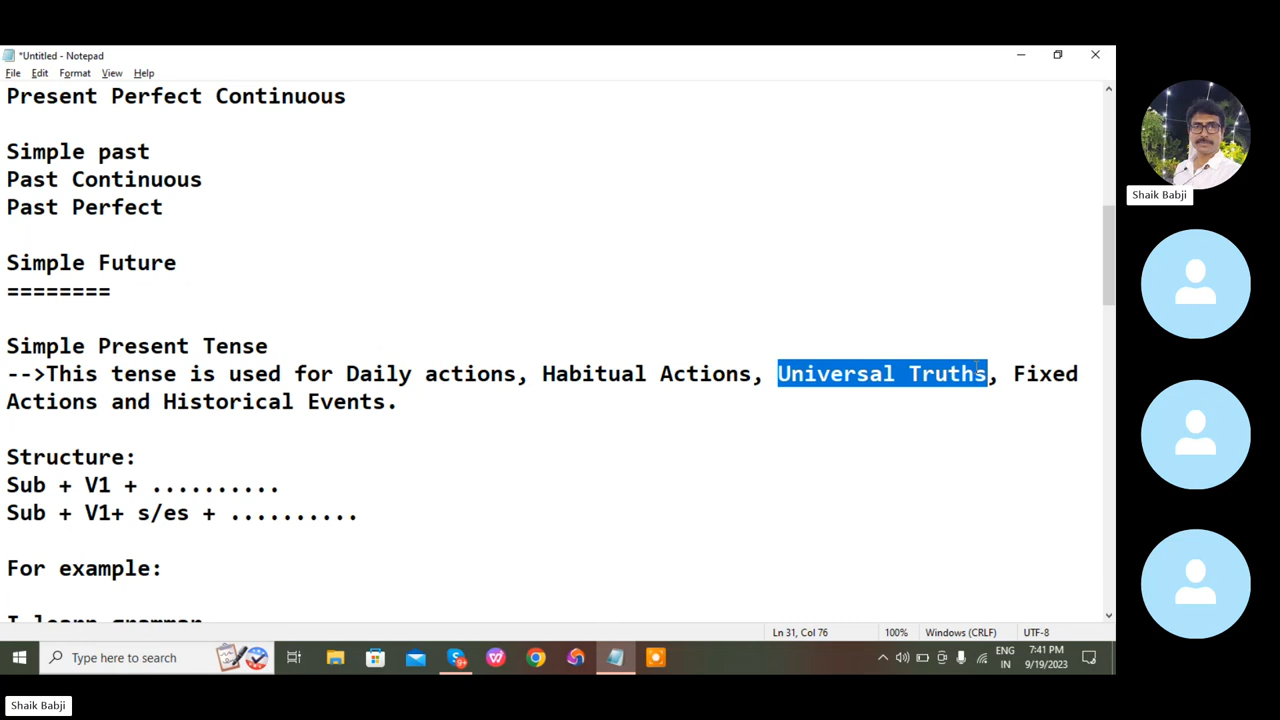 *Untitled - Notepad
File Edit Format View Help
Present Perfect Continuous
Simple past
Past Continuous
Past Perfect
Simple Future
========
Simple Present Tense
-->This tense is used for Daily actions, Habitual Actions, Universal Truths, Fixed
Actions and Historical Events.
Structure:
Sub + V1 + ..........
Sub + V1+ s/es + ..........
For example:
I learn grammar
Ln 31, Col 76 100% Windows (CRLF) UTF-8
Type here to search
ENG
IN
7:41 PM
9/19/2023
Shaik Babji
Shaik Babji